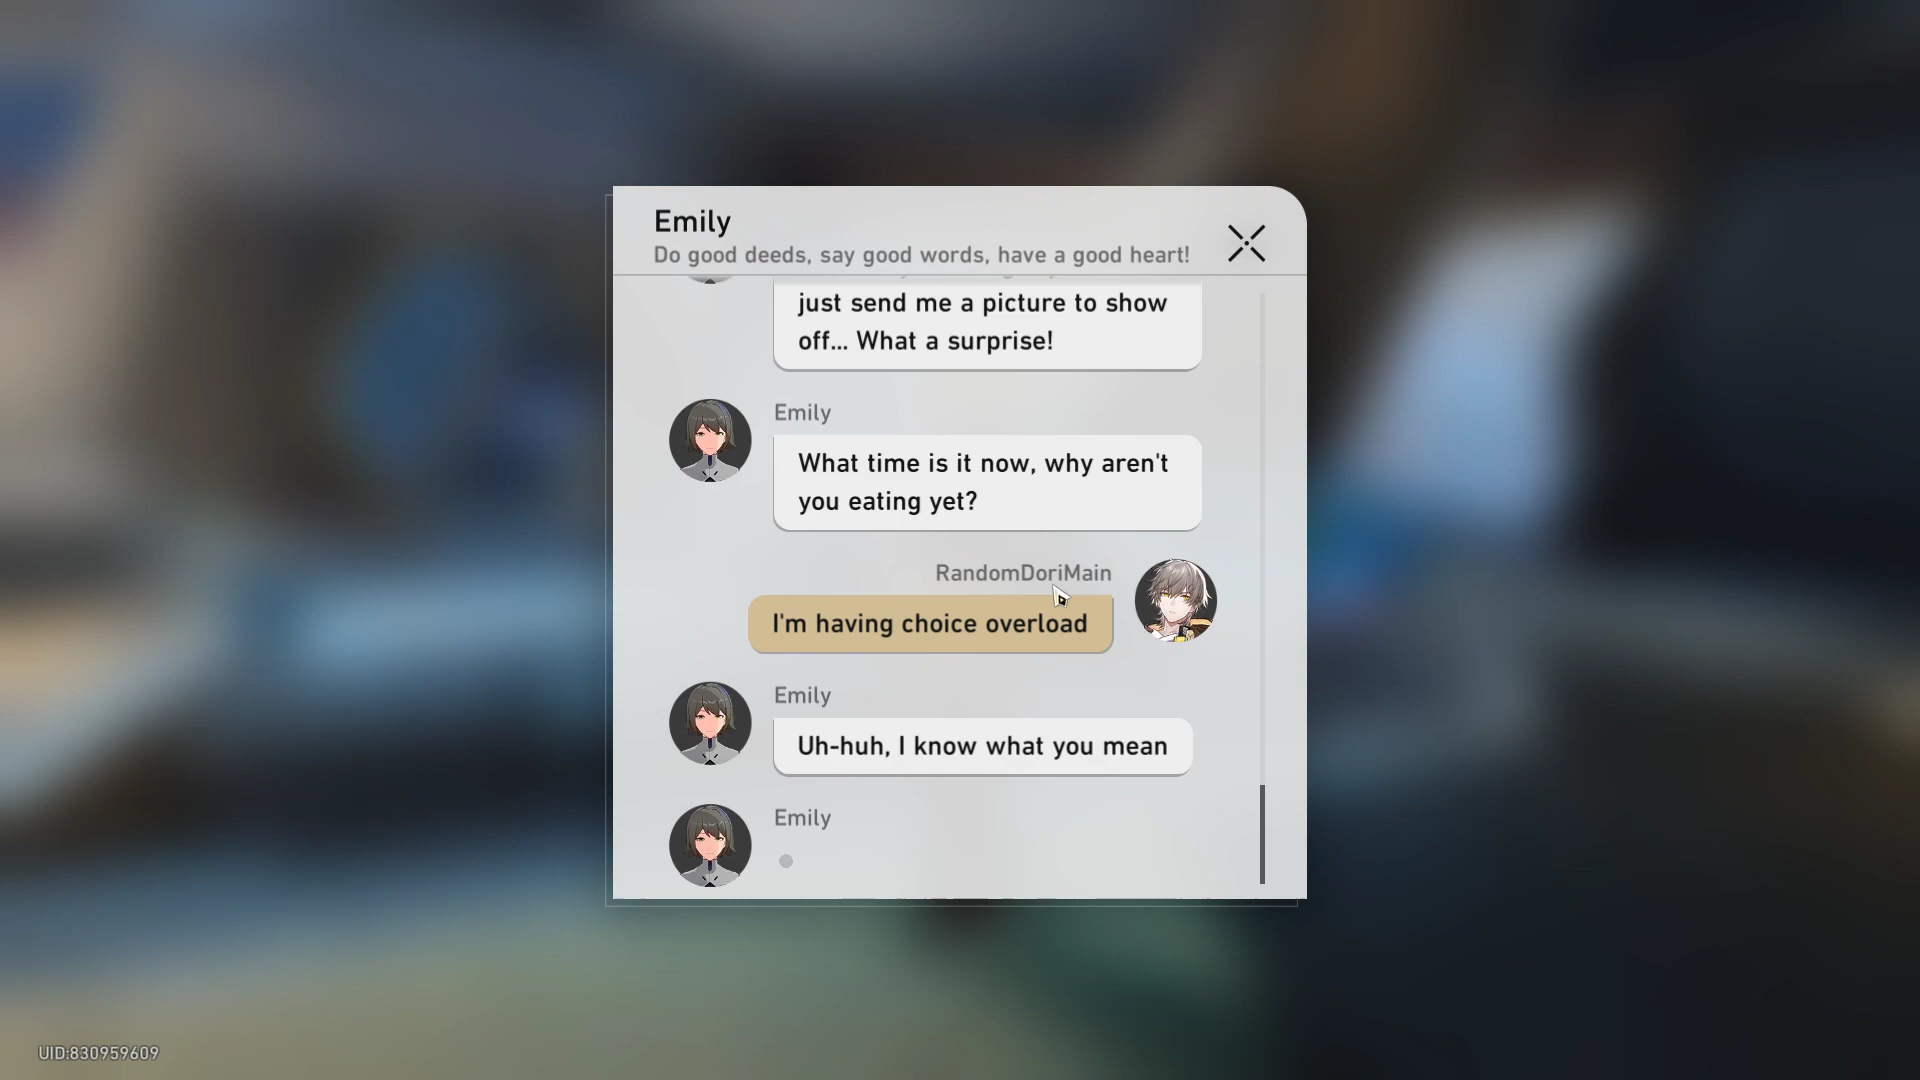 Emily
Do good deeds, say good words, have a good heart!
just send me a picture to show
off... What a surprise!
Emily
What time is it now, why aren't
you eating yet?
RandomDoriMain
I'm having choice overload
Emily
Uh-huh, I know what you mean
Emily
UID:830959609